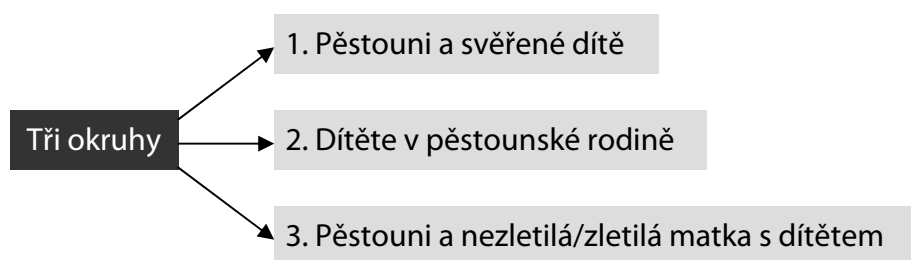 1. Pěstouni a svěřené dítě
Tři okruhy
2. Dítěte v pěstounské rodině
3. Pěstouni a nezletilá/zletilá matka s dítětem